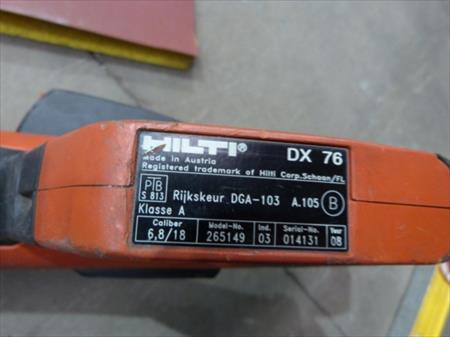 HILTI® DX 76
Made in Austria
Registered trademark of Hilti Corp.Schaan/FL
PTB S 813 Rijkskeur DGA-103 A.105 B
Klasse A
Caliber Model-No. Ind. Serial-No. Year
6,8/18 265149 03 014131 08